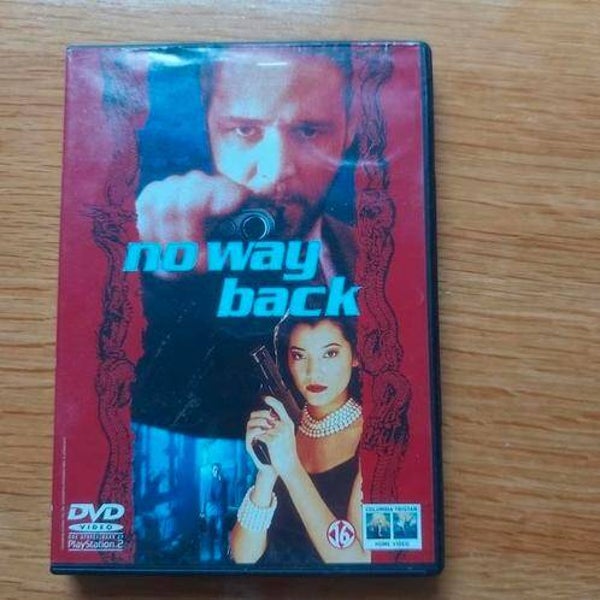 no way
back
DVD
VIDEO
PlayStation 2
16
COLUMBIA TRISTAR
HOME VIDEO